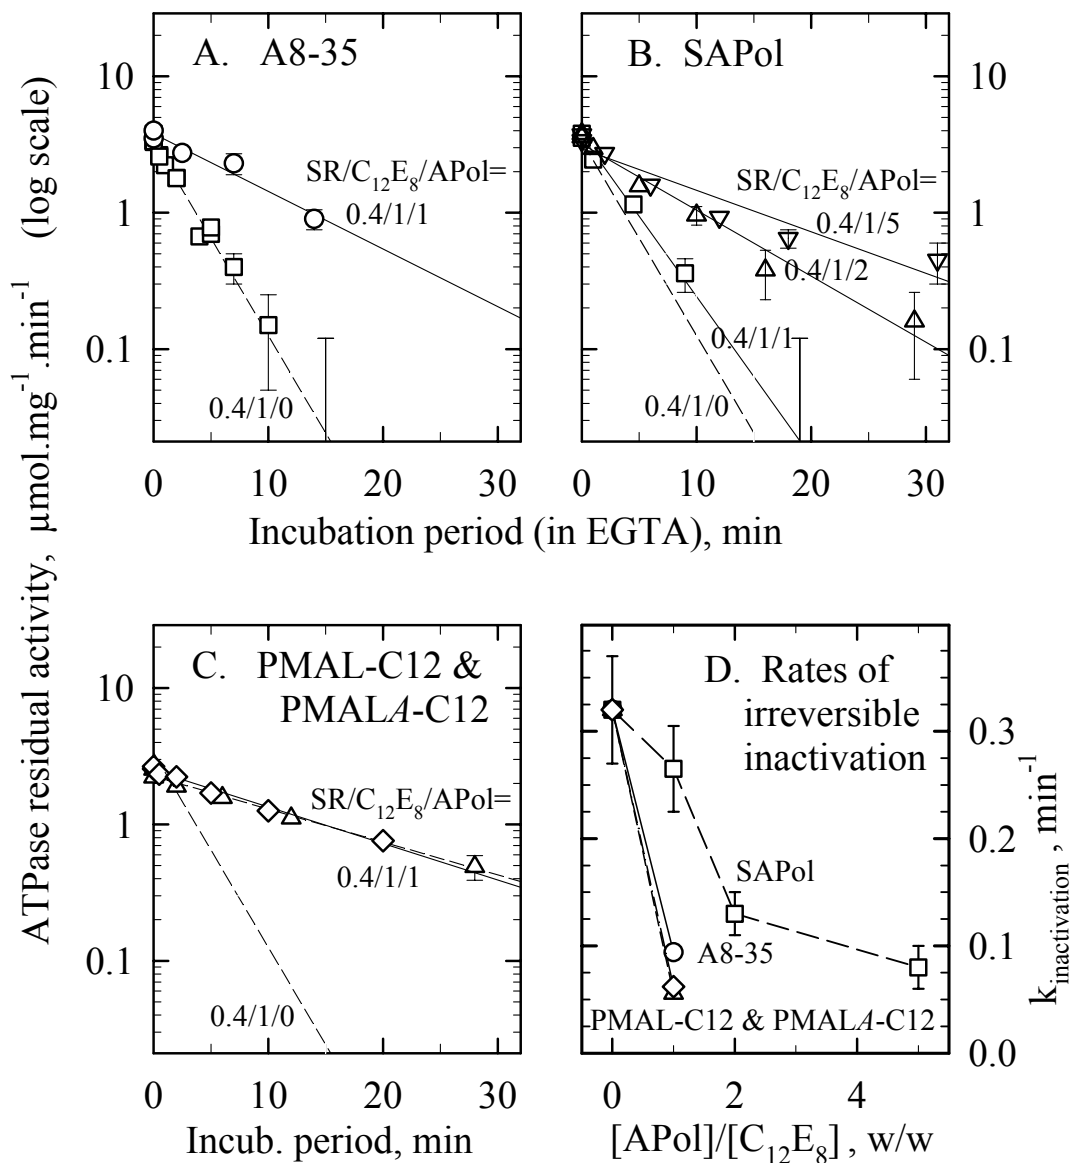 ATPase residual activity, μmol.mg⁻¹.min⁻¹ (log scale)
A. A8-35
10
1
0.1
SR/C₁₂E₈/APol=
0.4/1/1
0.4/1/0
0 10 20 30
B. SAPol
SR/C₁₂E₈/APol=
0.4/1/5
0.4/1/2
0.4/1/1
0.4/1/0
10
1
0.1
0 10 20 30
Incubation period (in EGTA), min
C. PMAL-C12 &
PMALA-C12
10
1
0.1
SR/C₁₂E₈/APol=
0.4/1/1
0.4/1/0
0 10 20 30
Incub. period, min
D. Rates of
irreversible
inactivation
SAPol
A8-35
PMAL-C12 & PMALA-C12
0.3
0.2
0.1
0.0
k inactivation , min⁻¹
0 2 4
[APol]/[C₁₂E₈] , w/w